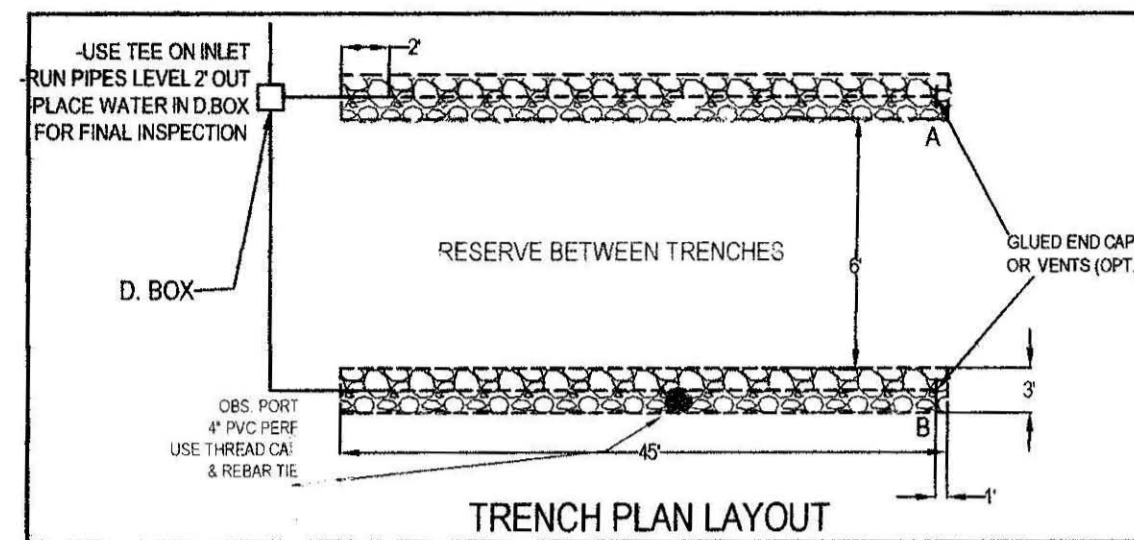 -USE TEE ON INLET
-RUN PIPES LEVEL 2' OUT
PLACE WATER IN D.BOX
FOR FINAL INSPECTION
2'
A
RESERVE BETWEEN TRENCHES
6'
GLUED END CAP
OR VENTS (OPT.
D. BOX
3'
OBS. PORT
4" PVC PERF
USE THREAD CA
& REBAR TIE
B
45'
1'
TRENCH PLAN LAYOUT